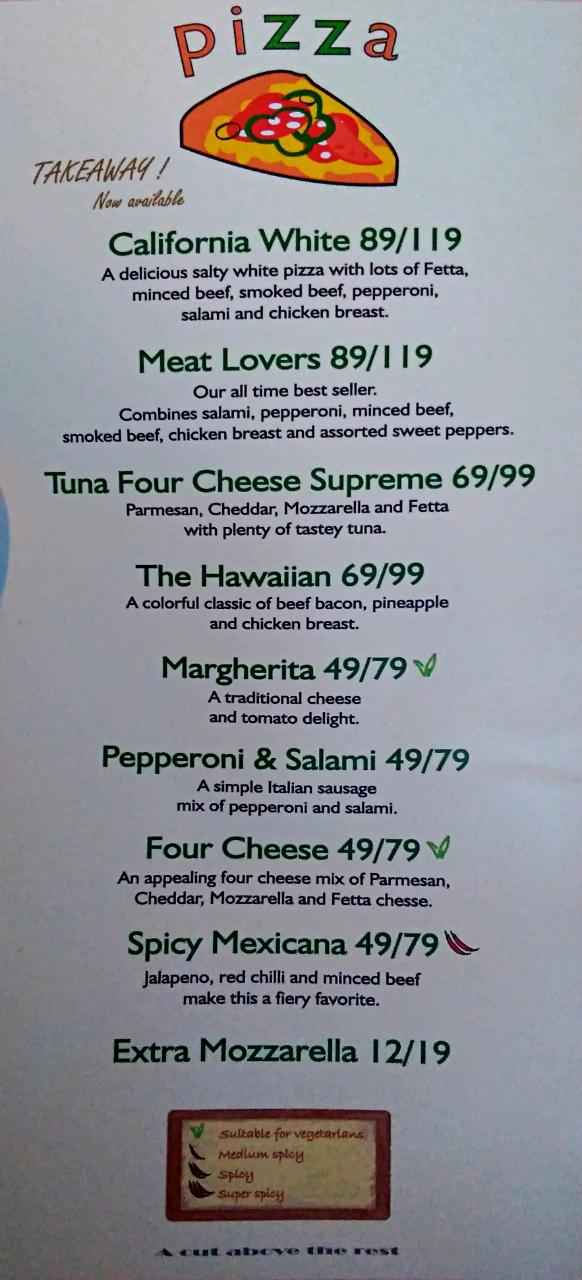 pizza
TAKEAWAY !
Now available
California White 89/119
A delicious salty white pizza with lots of Fetta,
minced beef, smoked beef, pepperoni,
salami and chicken breast.
Meat Lovers 89/119
Our all time best seller.
Combines salami, pepperoni, minced beef,
smoked beef, chicken breast and assorted sweet peppers.
Tuna Four Cheese Supreme 69/99
Parmesan, Cheddar, Mozzarella and Fetta
with plenty of tastey tuna.
The Hawaiian 69/99
A colorful classic of beef bacon, pineapple
and chicken breast.
Margherita 49/79
A traditional cheese
and tomato delight.
Pepperoni & Salami 49/79
A simple Italian sausage
mix of pepperoni and salami.
Four Cheese 49/79
An appealing four cheese mix of Parmesan,
Cheddar, Mozzarella and Fetta chesse.
Spicy Mexicana 49/79
Jalapeno, red chilli and minced beef
make this a fiery favorite.
Extra Mozzarella 12/19
Suitable for vegetarians
Medium spicy
Spicy
Super spicy
A cut above the rest